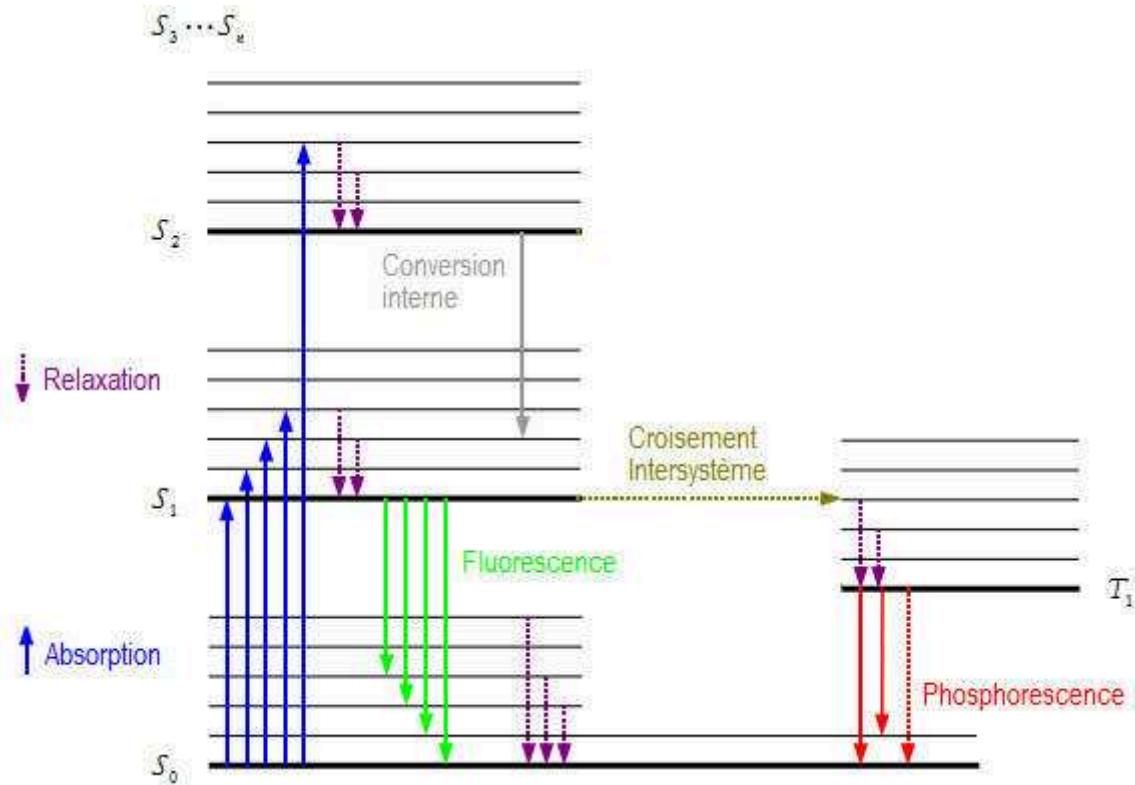 S₃ ⋯ Sₙ
S₂
Conversion
interne
Relaxation
Croisement
Intersystème
S₁
Fluorescence
T₁
Absorption
Phosphorescence
S₀